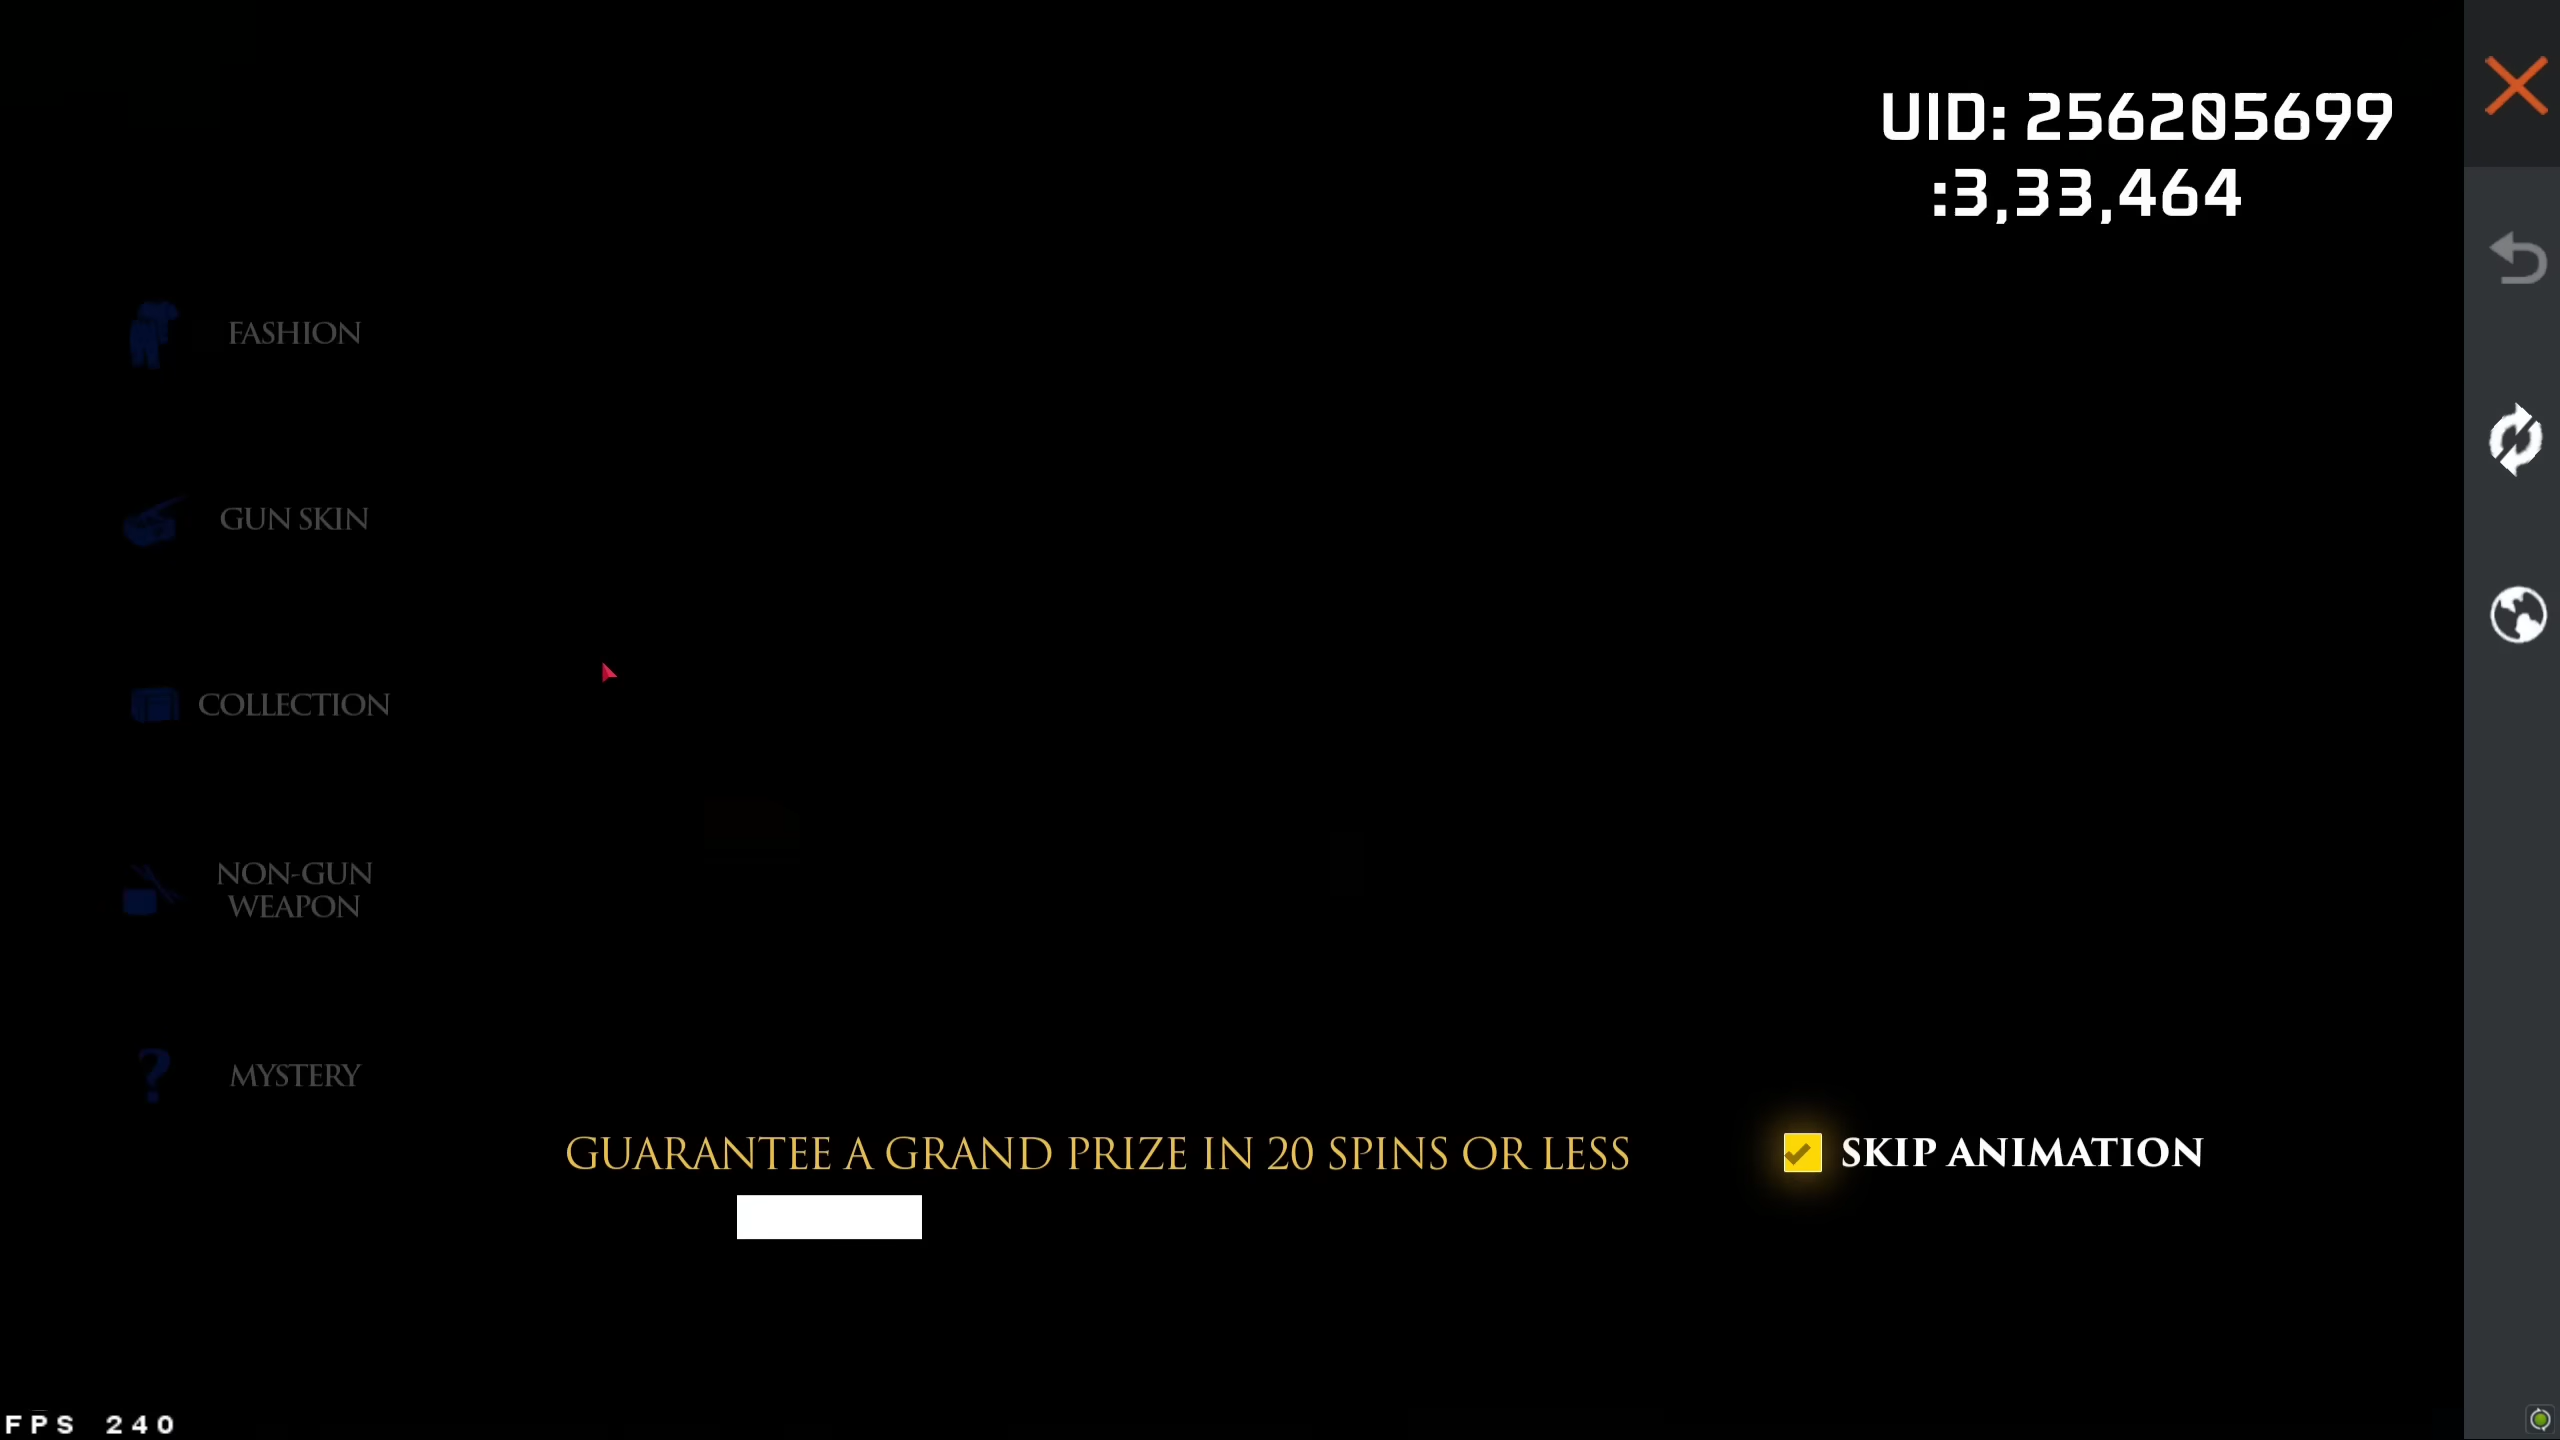 UID: 256205699
:3,33,464
FASHION
GUN SKIN
COLLECTION
NON-GUN
WEAPON
?
MYSTERY
GUARANTEE A GRAND PRIZE IN 20 SPINS OR LESS
SKIP ANIMATION
FPS 240